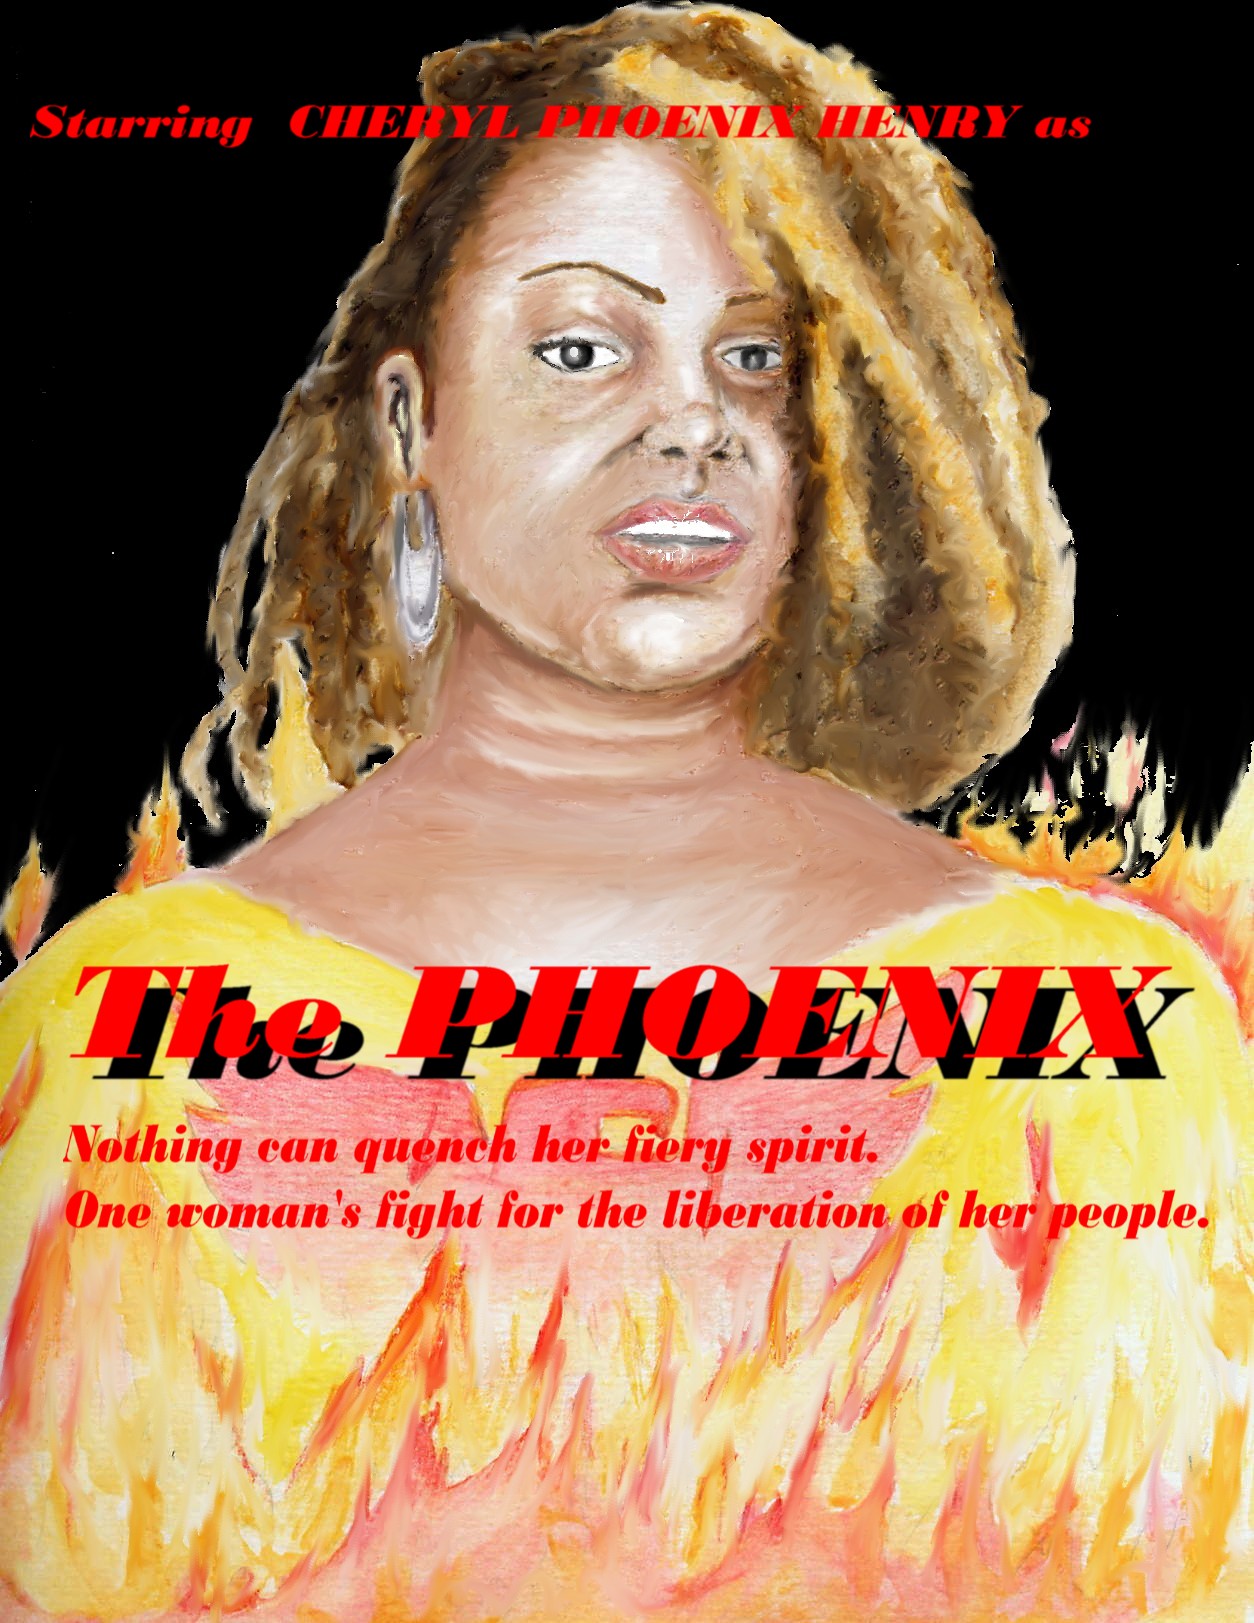 Starring CHERYL PHOENIX HENRY as
The PHOENIX
Nothing can quench her fiery spirit.
One woman's fight for the liberation of her people.